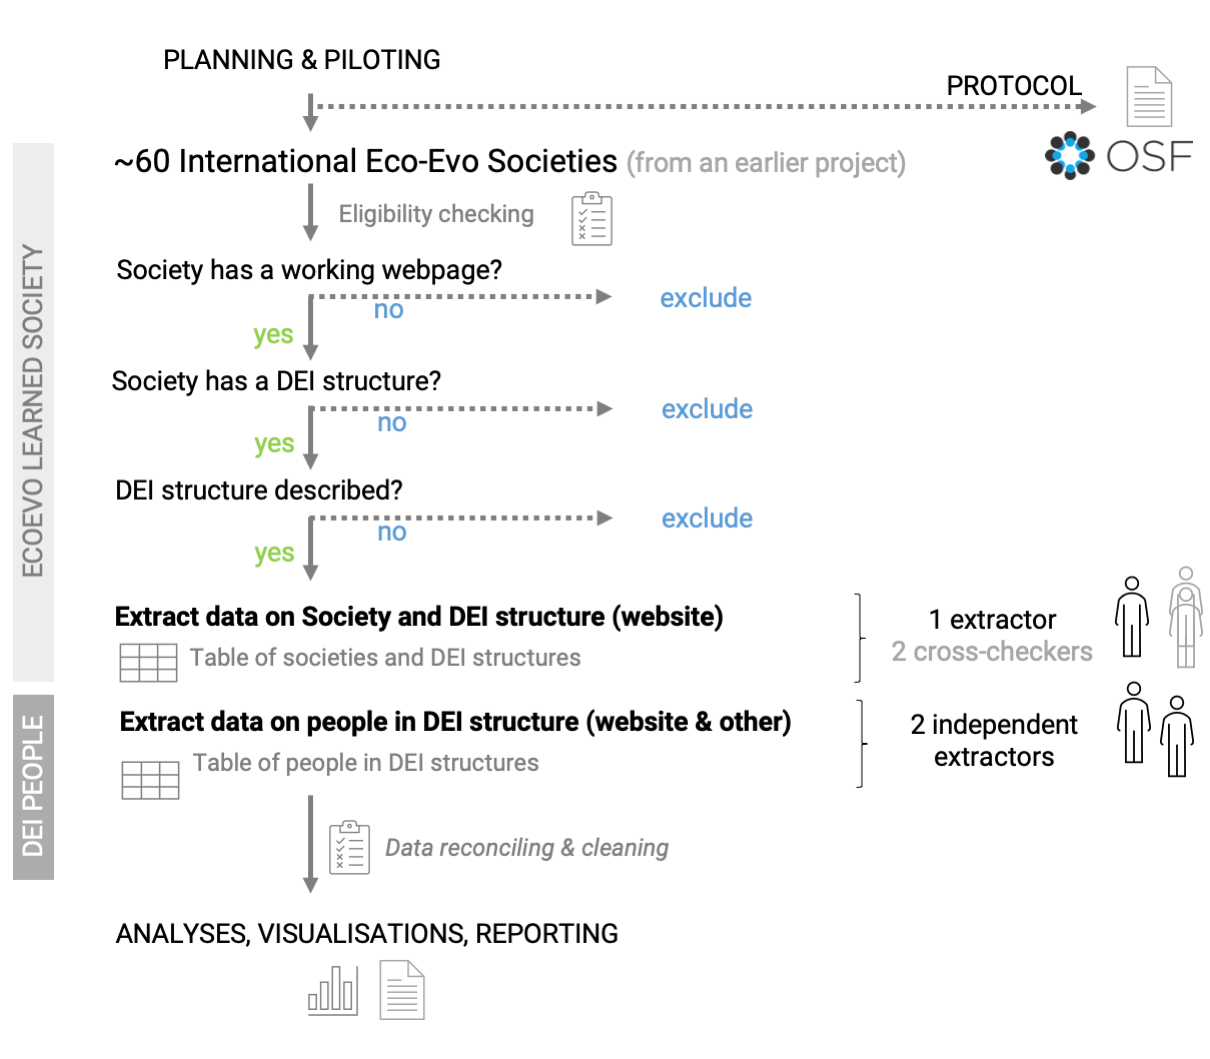 PLANNING & PILOTING
PROTOCOL
OSF
~60 International Eco-Evo Societies (from an earlier project)
Eligibility checking
Society has a working webpage?
no
exclude
yes
Society has a DEI structure?
no
exclude
yes
DEI structure described?
no
exclude
yes
ECOEVO LEARNED SOCIETY
Extract data on Society and DEI structure (website)
Table of societies and DEI structures
1 extractor
2 cross-checkers
DEI PEOPLE
Extract data on people in DEI structure (website & other)
Table of people in DEI structures
2 independent
extractors
Data reconciling & cleaning
ANALYSES, VISUALISATIONS, REPORTING